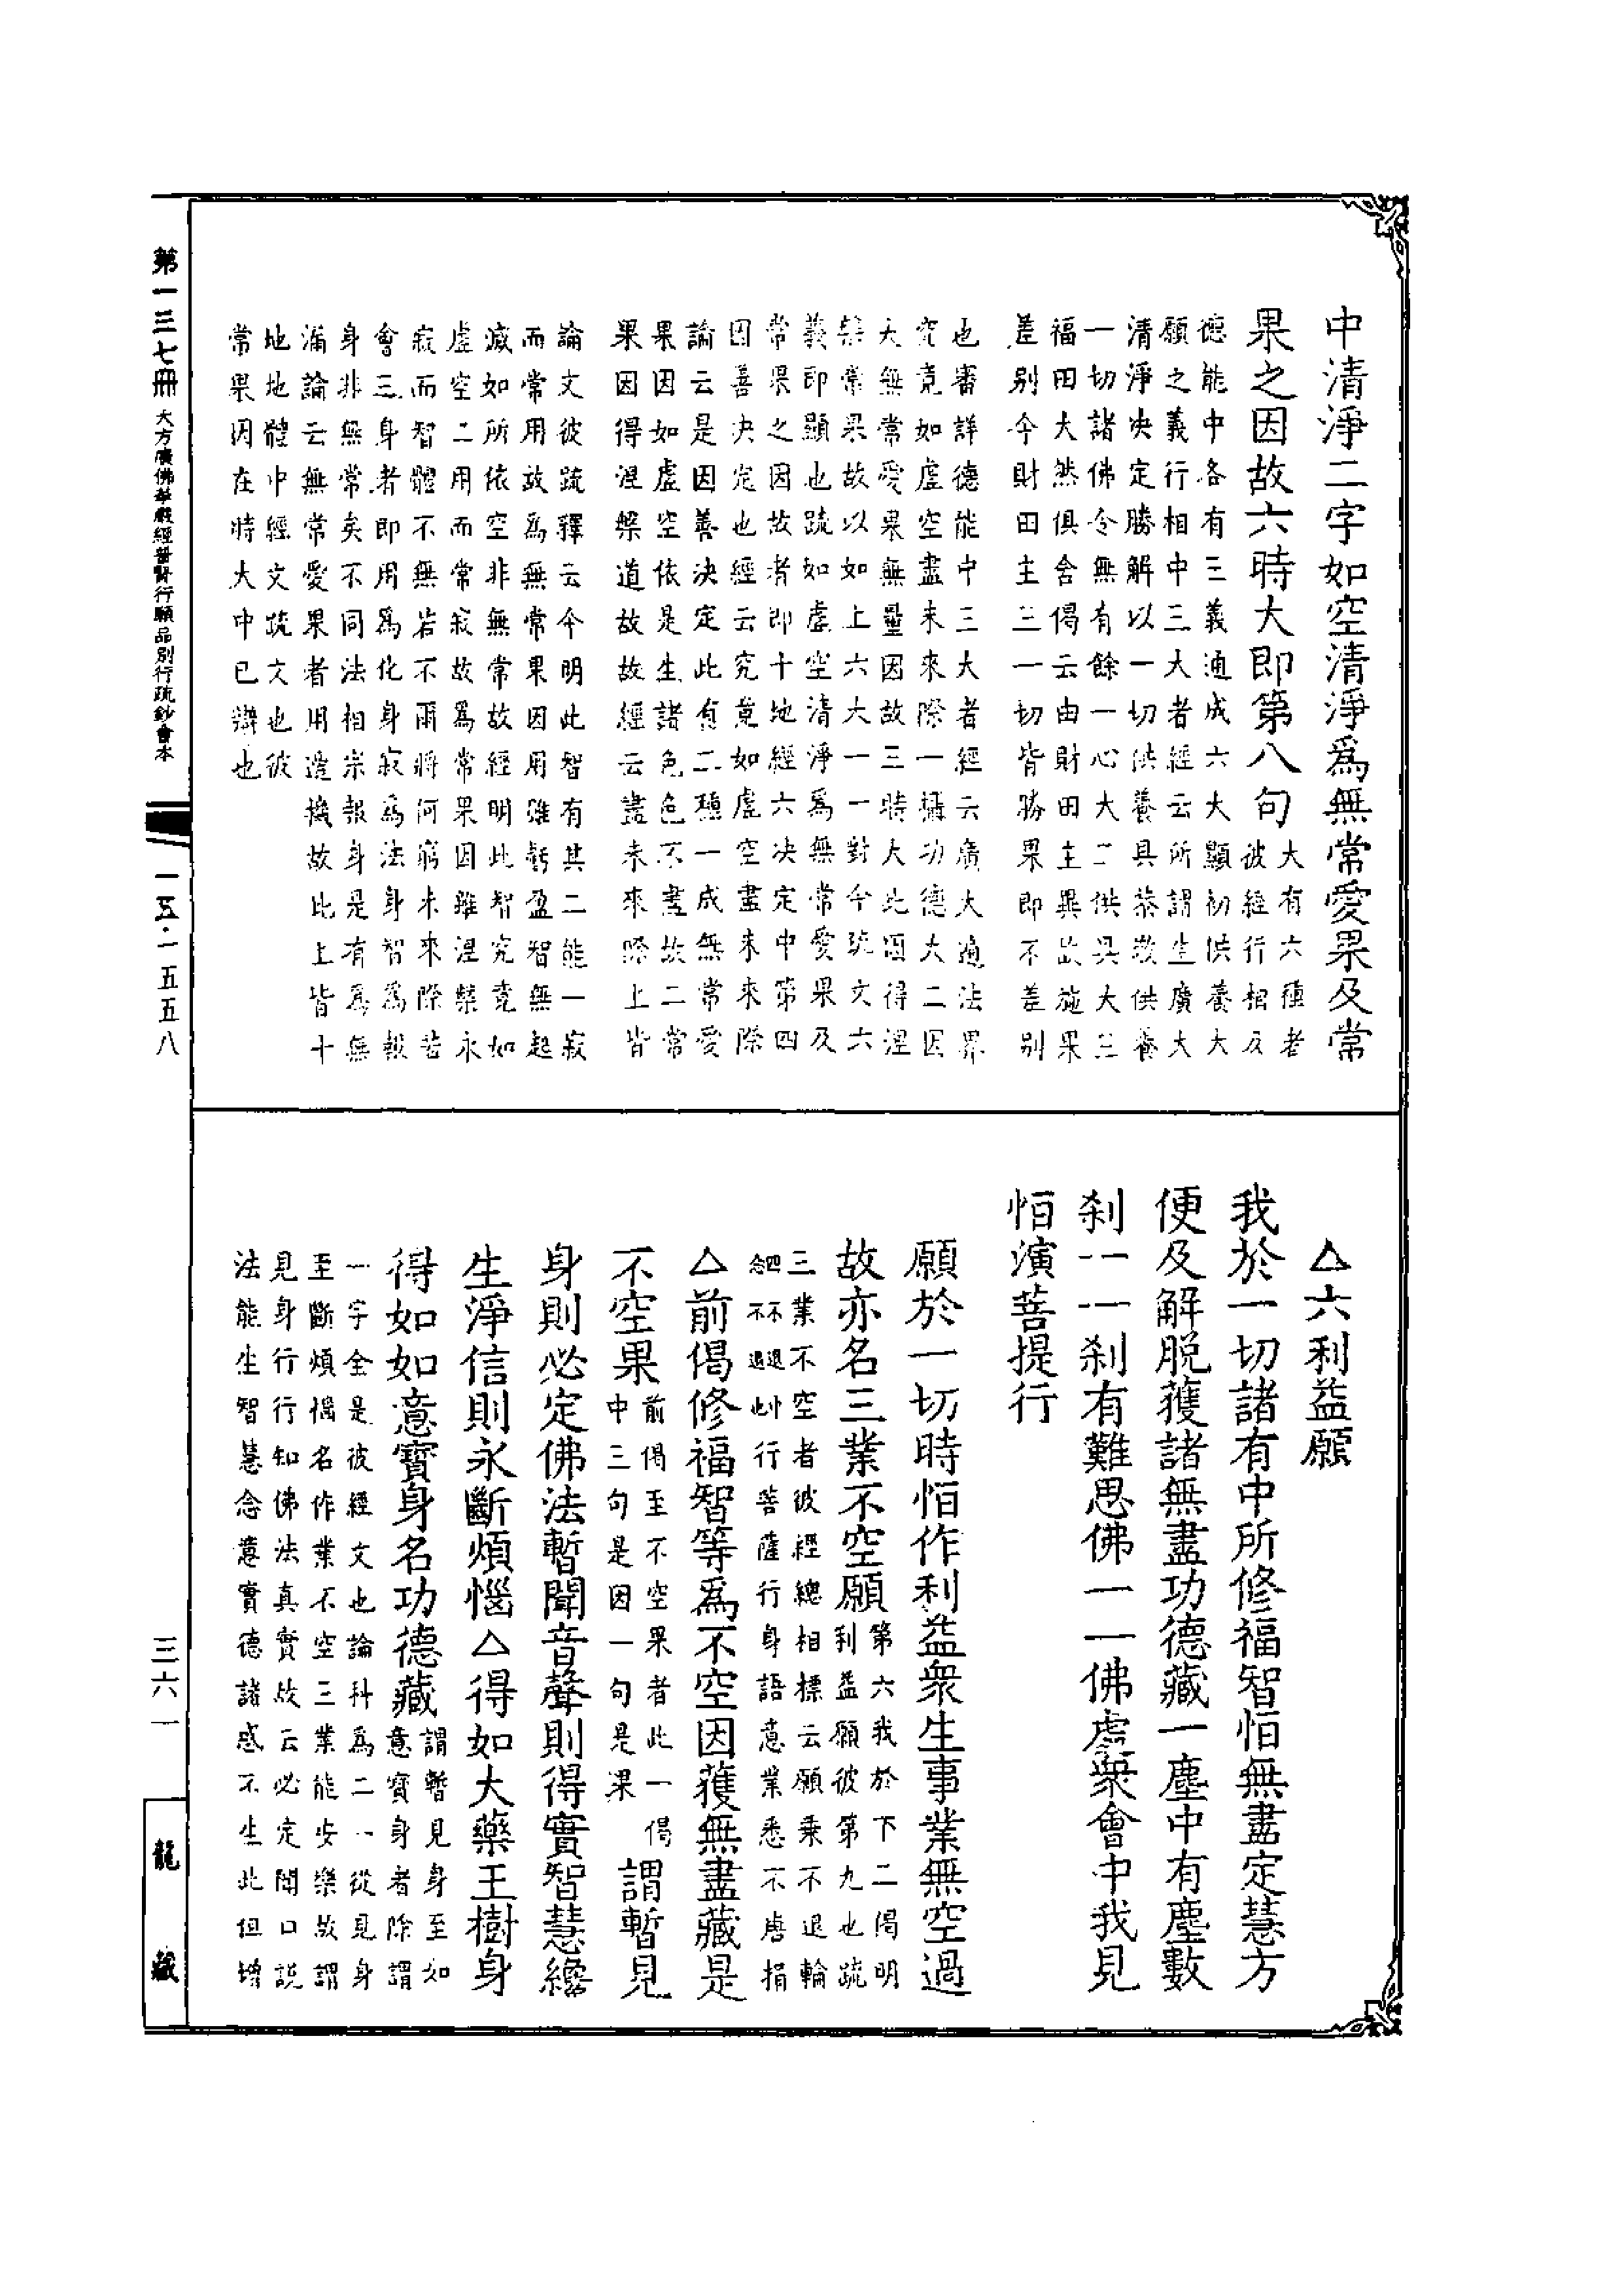 中清淨二字如空清淨爲無常愛果及常
果之因故六時大即第八句
大有六種者
彼經行相及
德能中各有三義通成六大顯初供養大
願之義行相中三大者經云所謂生廣大
清淨决定勝解以一切供養具恭敬供養
一切諸佛令無有餘一心大二供具大三
福田大然俱舍偈云由財田主異故施果
差别今財田主三一切皆勝果即不差别
也審詳德能中三大者經云廣大遍法界
究竟如虛空盡未來際一攝功德大二因
大無常愛果無量因故三時大此得涅
槃常果故以如上六大一一對今疏文六
義即顯也疏如虛空清淨爲無常愛果及
常果之因故者即十地經六决定中第四
因善决定也經云究竟如虛空盡未來際
論云是因善决定此有二種一成無常愛
果因如虛空依是生諸色色不盡故二常
果因得涅槃道故故經云盡未來際上皆
論文彼疏釋云今明此智有其二能一寂
而常用故爲無常果因用雖虧盈智無起
滅如所依空非無常故經明此智究竟如
虛空二用而常寂故爲常果因雖涅槃永
寂而智體不無若不爾將何窮未來際若
會三身者即用爲化身寂爲法身智爲報
身非無常矣不同法相宗報身是有爲無
漏論云無常愛果者用邊機故此上皆十
地地體中經文疏文也彼
常果因在時大中已辯也
△六利益願
我於一切諸有中所修福智恒無盡定慧方
便及解脱獲諸無盡功德藏一塵中有塵數
刹一一刹有難思佛一一佛處衆會中我見
恒演菩提行
願於一切時恒作利益衆生事業無空過
故亦名三業不空願
第六我於下二偈明
利益願彼第九也疏
三業不空者彼經總相標云願乘不退輪
四不退
念不退也
行菩薩行身語意業悉不唐捐
△前偈修福智等爲不空因獲無盡藏是
不空果
前偈至不空果者此一偈
中三句是因一句是果
謂暫見
身則必定佛法暫聞音聲則得實智慧纔
生淨信則永斷煩惱△得如大藥王樹身
得如如意寶身名功德藏
謂暫見身至如
意寶身者除謂
一字全是彼經文也論科爲二一從見身
至斷煩惱名作業不空三業能安樂故謂
見身行行知佛法真實故云必定聞口説
法能生智慧念意實德諸惑不生此但增
第一三七冊
大方廣佛華嚴經普賢行願品別行疏鈔會本
一五·一五五八
三六一
龍藏